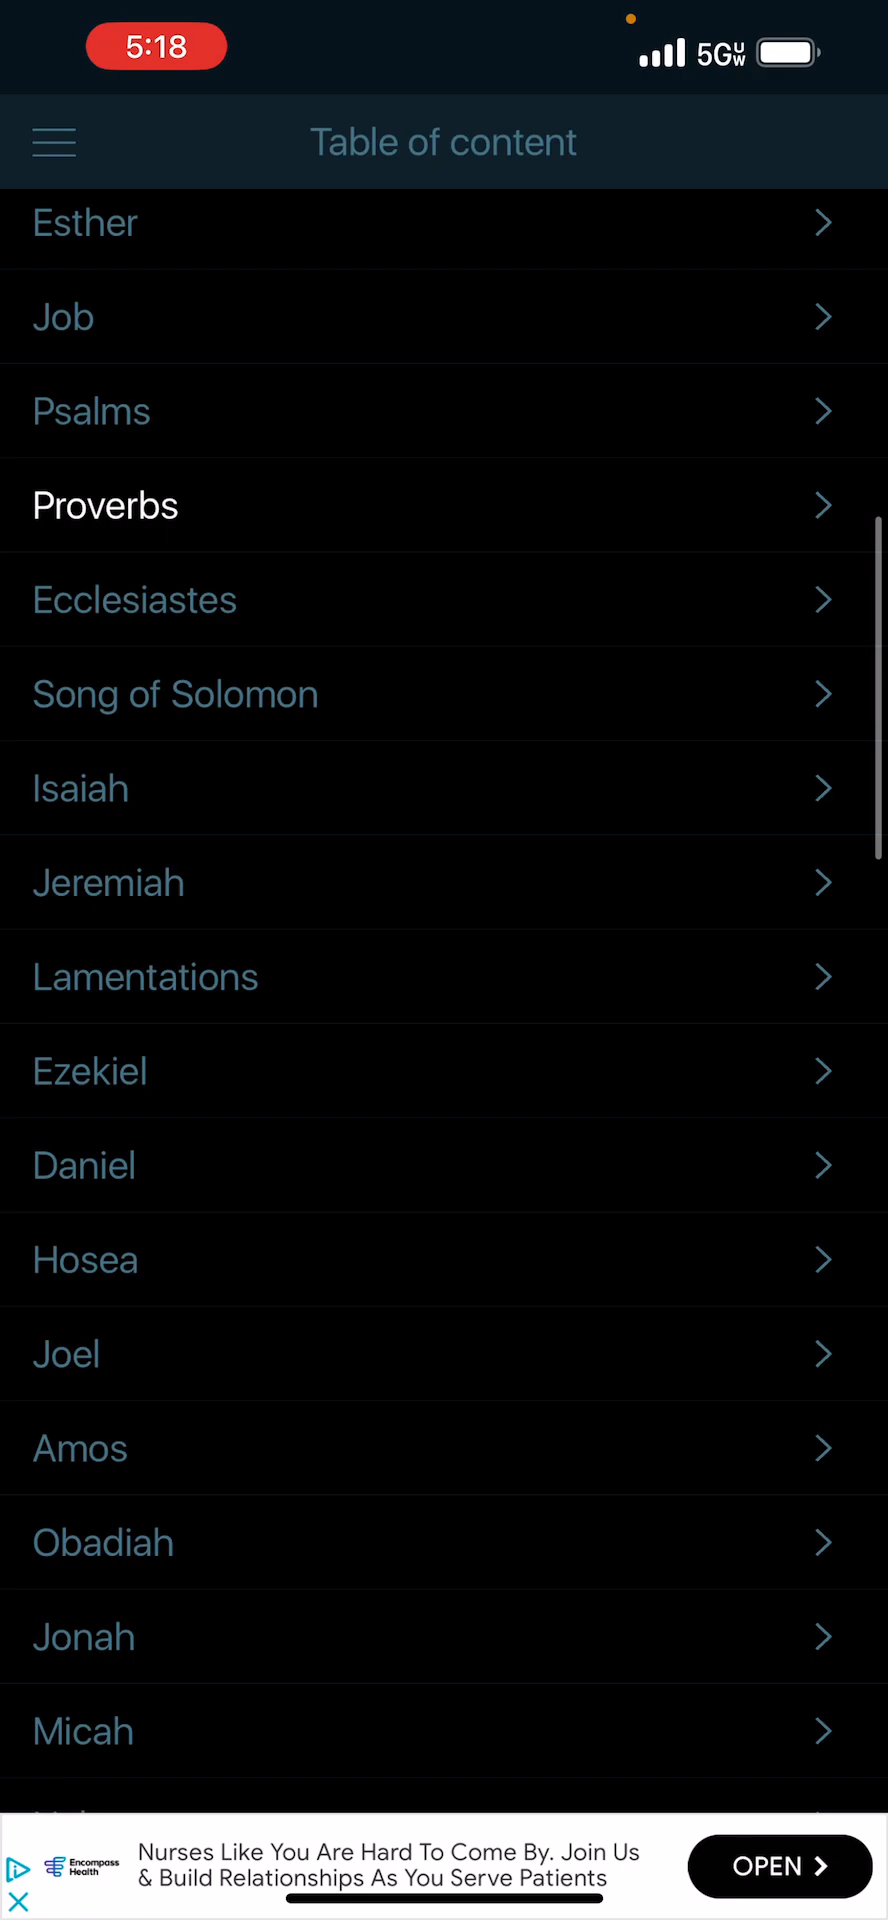 5:18
5G UW
Table of content
Esther
Job
Psalms
Proverbs
Ecclesiastes
Song of Solomon
Isaiah
Jeremiah
Lamentations
Ezekiel
Daniel
Hosea
Joel
Amos
Obadiah
Jonah
Micah
Encompass
Health
Nurses Like You Are Hard To Come By. Join Us
& Build Relationships As You Serve Patients
OPEN